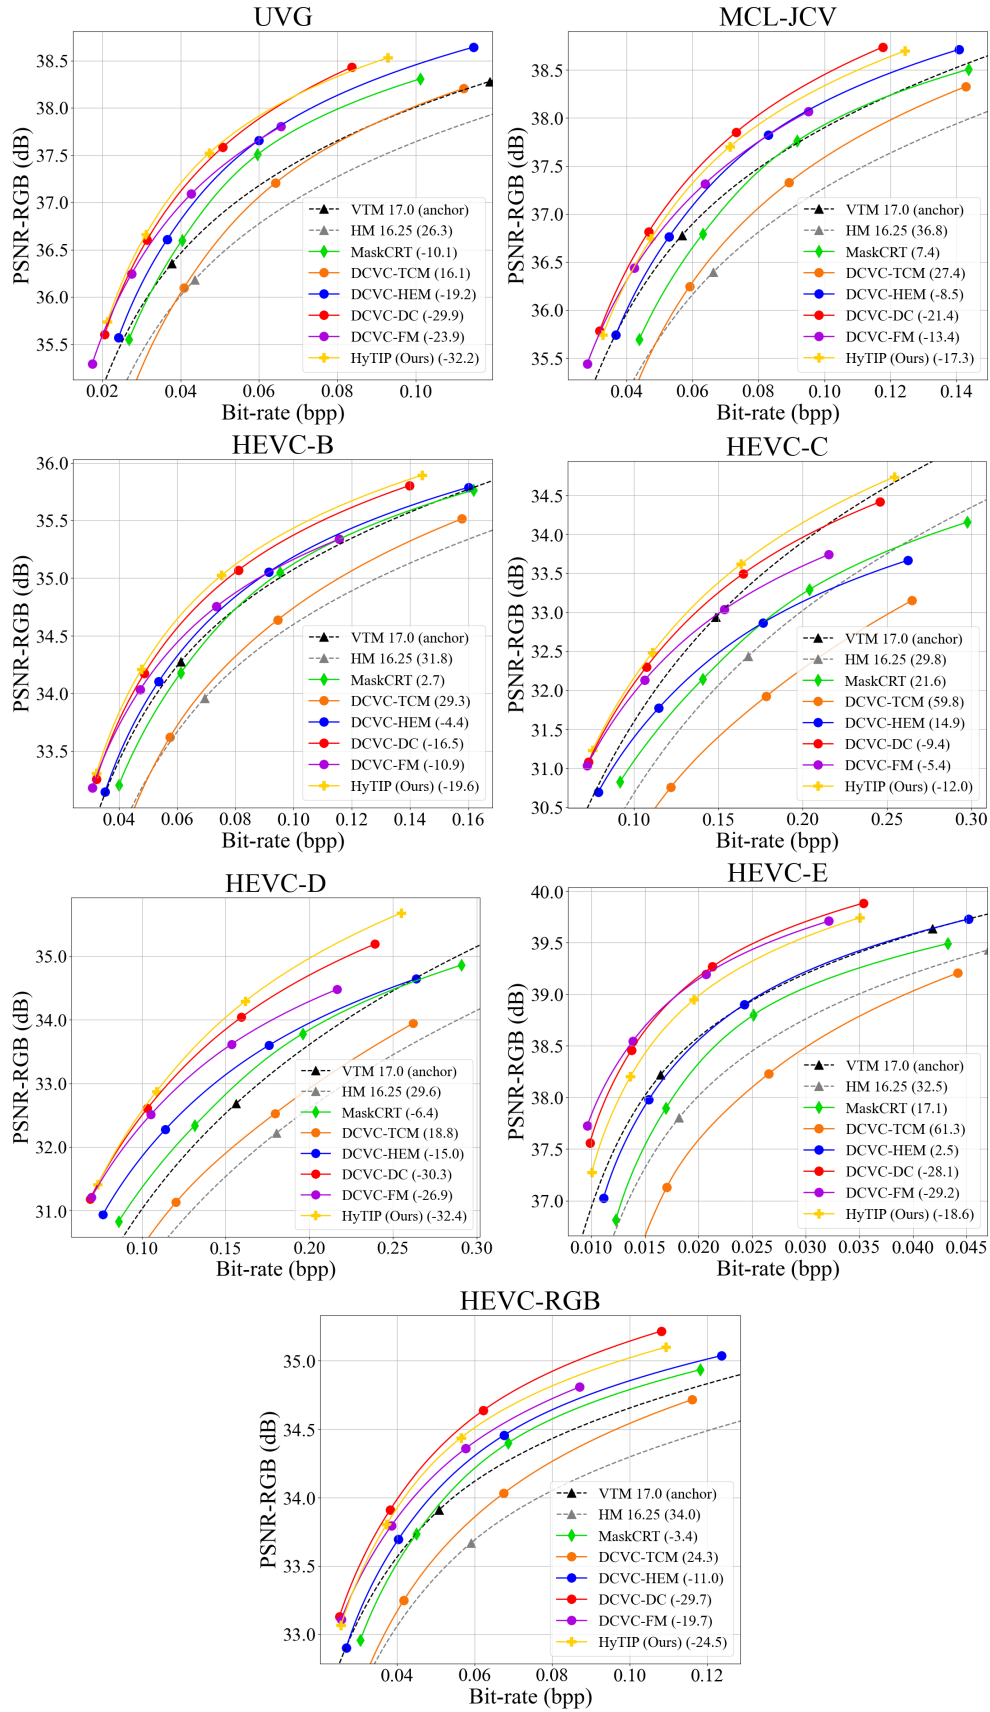 UVG
PSNR-RGB (dB)
38.5
38.0
37.5
37.0
36.5
36.0
35.5
VTM 17.0 (anchor)
HM 16.25 (26.3)
MaskCRT (-10.1)
DCVC-TCM (16.1)
DCVC-HEM (-19.2)
DCVC-DC (-29.9)
DCVC-FM (-23.9)
HyTIP (Ours) (-32.2)
0.02 0.04 0.06 0.08 0.10
Bit-rate (bpp)
MCL-JCV
PSNR-RGB (dB)
38.5
38.0
37.5
37.0
36.5
36.0
35.5
VTM 17.0 (anchor)
HM 16.25 (36.8)
MaskCRT (7.4)
DCVC-TCM (27.4)
DCVC-HEM (-8.5)
DCVC-DC (-21.4)
DCVC-FM (-13.4)
HyTIP (Ours) (-17.3)
0.04 0.06 0.08 0.10 0.12 0.14
Bit-rate (bpp)
HEVC-B
PSNR-RGB (dB)
36.0
35.5
35.0
34.5
34.0
33.5
VTM 17.0 (anchor)
HM 16.25 (31.8)
MaskCRT (2.7)
DCVC-TCM (29.3)
DCVC-HEM (-4.4)
DCVC-DC (-16.5)
DCVC-FM (-10.9)
HyTIP (Ours) (-19.6)
0.04 0.06 0.08 0.10 0.12 0.14 0.16
Bit-rate (bpp)
HEVC-C
PSNR-RGB (dB)
34.5
34.0
33.5
33.0
32.5
32.0
31.5
31.0
30.5
VTM 17.0 (anchor)
HM 16.25 (29.8)
MaskCRT (21.6)
DCVC-TCM (59.8)
DCVC-HEM (14.9)
DCVC-DC (-9.4)
DCVC-FM (-5.4)
HyTIP (Ours) (-12.0)
0.10 0.15 0.20 0.25 0.30
Bit-rate (bpp)
HEVC-D
PSNR-RGB (dB)
35.0
34.0
33.0
32.0
31.0
VTM 17.0 (anchor)
HM 16.25 (29.6)
MaskCRT (-6.4)
DCVC-TCM (18.8)
DCVC-HEM (-15.0)
DCVC-DC (-30.3)
DCVC-FM (-26.9)
HyTIP (Ours) (-32.4)
0.10 0.15 0.20 0.25 0.30
Bit-rate (bpp)
HEVC-E
PSNR-RGB (dB)
40.0
39.5
39.0
38.5
38.0
37.5
37.0
VTM 17.0 (anchor)
HM 16.25 (32.5)
MaskCRT (17.1)
DCVC-TCM (61.3)
DCVC-HEM (2.5)
DCVC-DC (-28.1)
DCVC-FM (-29.2)
HyTIP (Ours) (-18.6)
0.010 0.015 0.020 0.025 0.030 0.035 0.040 0.045
Bit-rate (bpp)
HEVC-RGB
PSNR-RGB (dB)
35.0
34.5
34.0
33.5
33.0
VTM 17.0 (anchor)
HM 16.25 (34.0)
MaskCRT (-3.4)
DCVC-TCM (24.3)
DCVC-HEM (-11.0)
DCVC-DC (-29.7)
DCVC-FM (-19.7)
HyTIP (Ours) (-24.5)
0.04 0.06 0.08 0.10 0.12
Bit-rate (bpp)